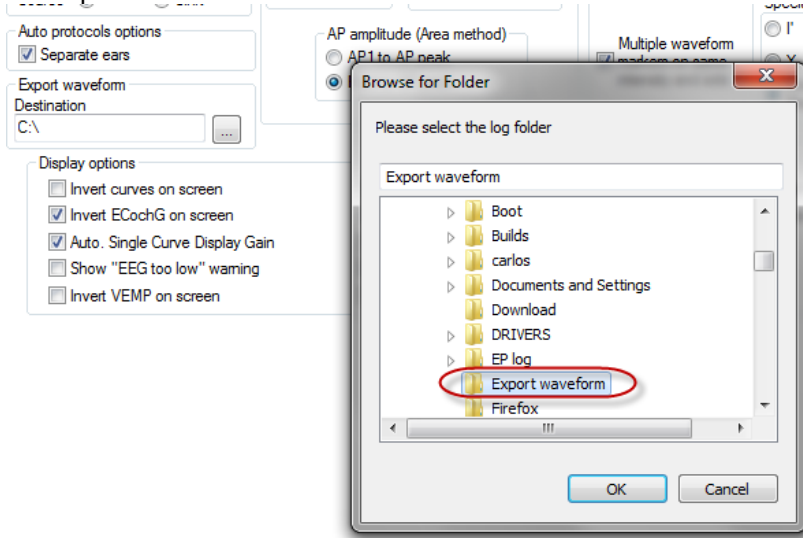 Auto protocols options
Separate ears
Export waveform
Destination
C:\
...
AP amplitude (Area method)
AP1 to AP peak
Multiple waveform
Display options
Invert curves on screen
Invert ECochG on screen
Auto. Single Curve Display Gain
Show "EEG too low" warning
Invert VEMP on screen
Browse for Folder
Please select the log folder
Export waveform
Boot
Builds
carlos
Documents and Settings
Download
DRIVERS
EP log
Export waveform
Firefox
OK
Cancel